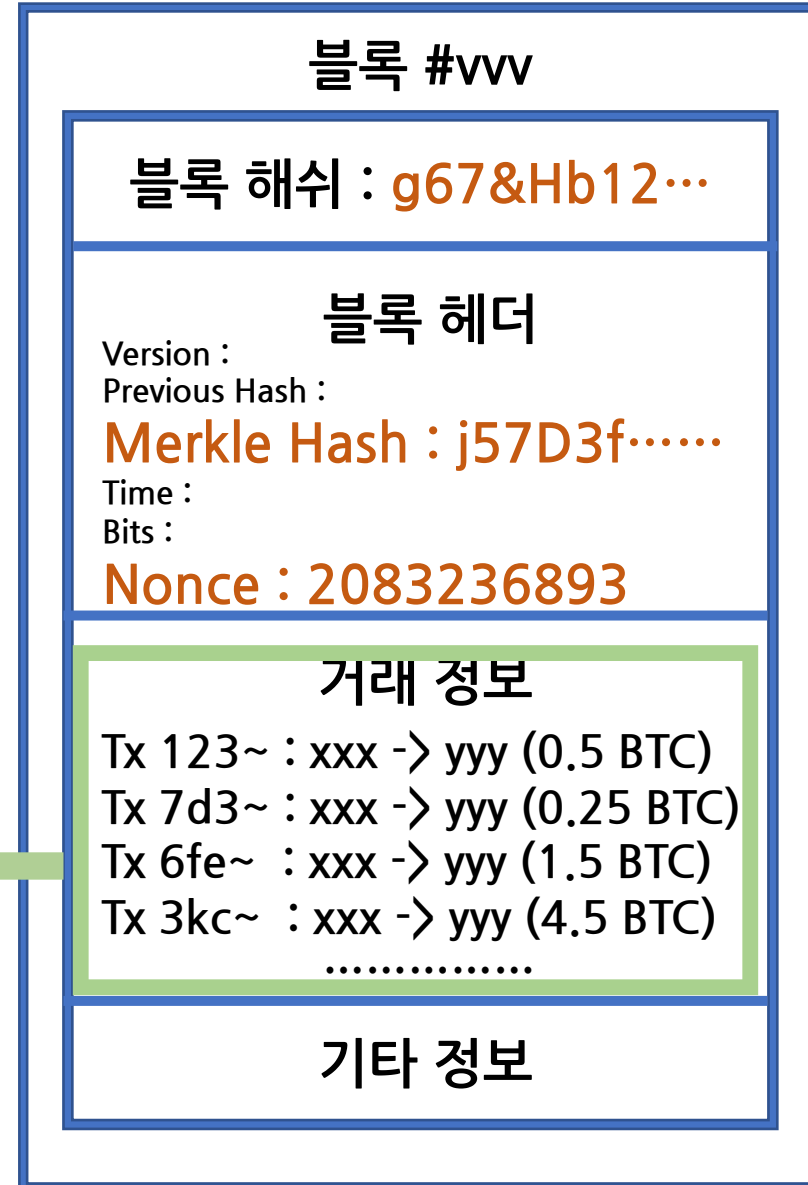 블록 #vvv
블록 해쉬 : g67&Hb12…
블록 헤더
Version :
Previous Hash :
Merkle Hash : j57D3f……
Time :
Bits :
Nonce : 2083236893
거래 정보
Tx 123~ : xxx -> yyy (0.5 BTC)
Tx 7d3~ : xxx -> yyy (0.25 BTC)
Tx 6fe~ : xxx -> yyy (1.5 BTC)
Tx 3kc~ : xxx -> yyy (4.5 BTC)
……………
기타 정보